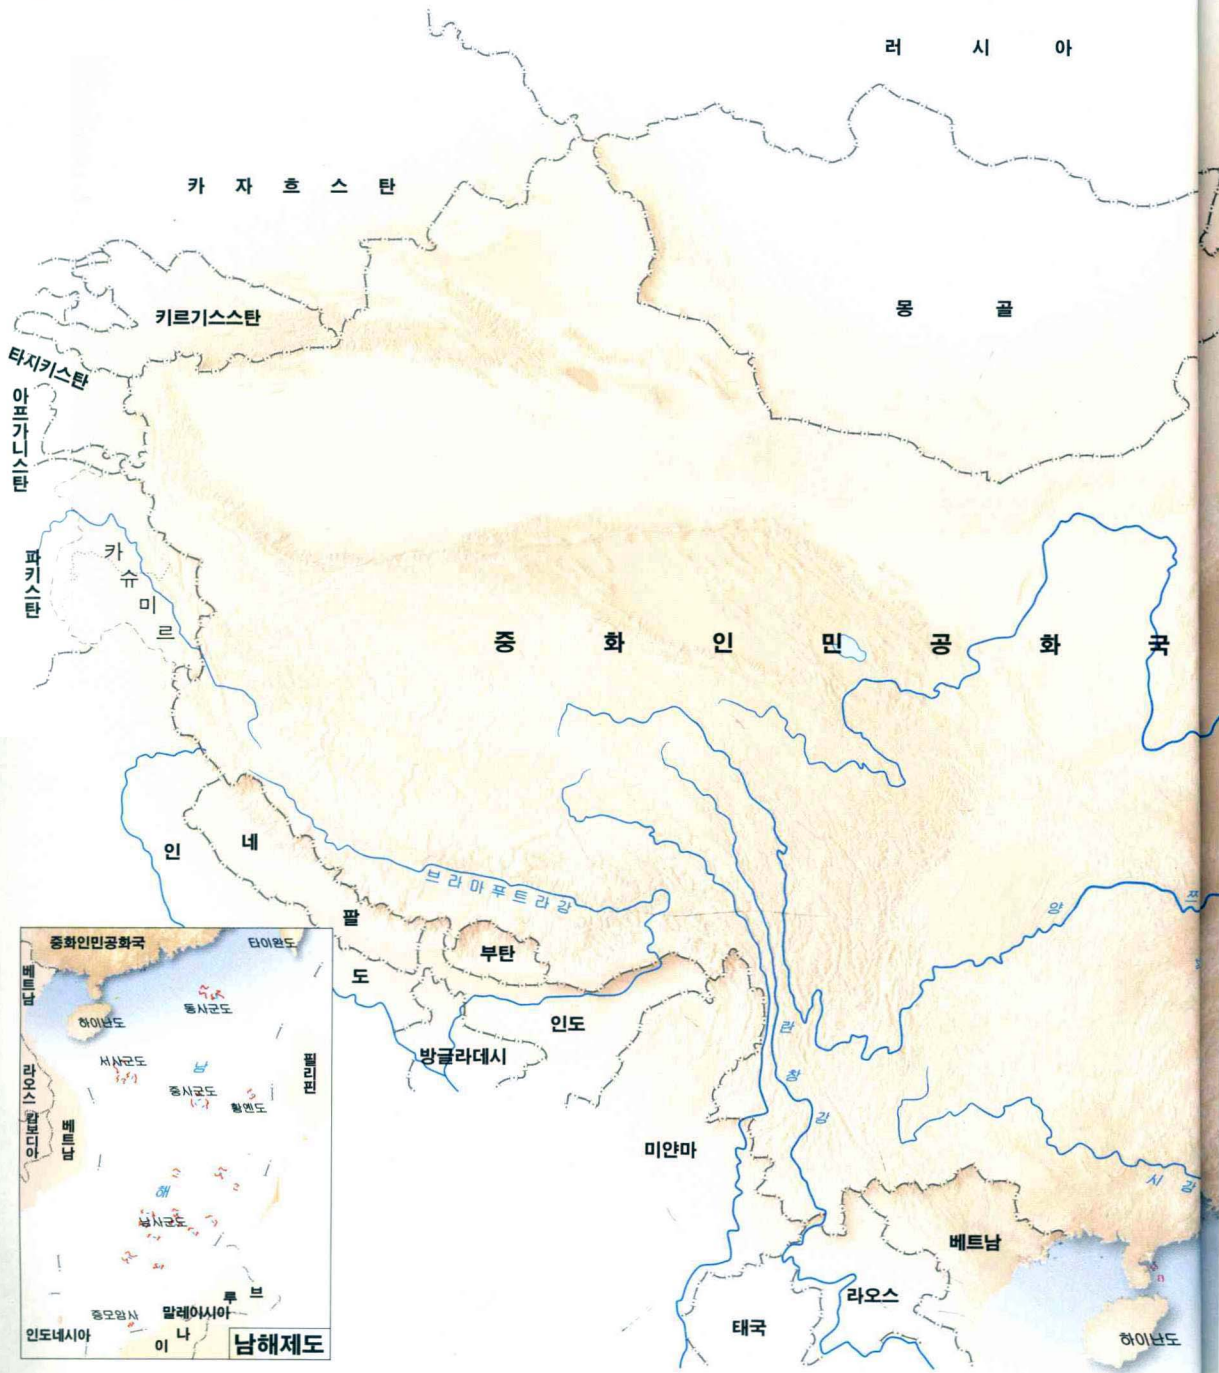 러 시 아
카 자 흐 스 탄
몽 골
키르기스스탄
타지키스탄
아프가니스탄
파키스탄
카슈미르
중 화 인 민 공 화 국
인
네
팔
도
브라마푸트라강
부탄
인도
방글라데시
미얀마
란창강
양
쯔
시강
베트남
라오스
태국
하이난도
중화인민공화국
타이완도
베트남
하이난도
동사군도
서사군도
남
중사군도
황옌도
필리핀
라오스
캄보디아
베트남
해
남사군도
증모암사
말레이시아
브
루
나
이
인도네시아
남해제도